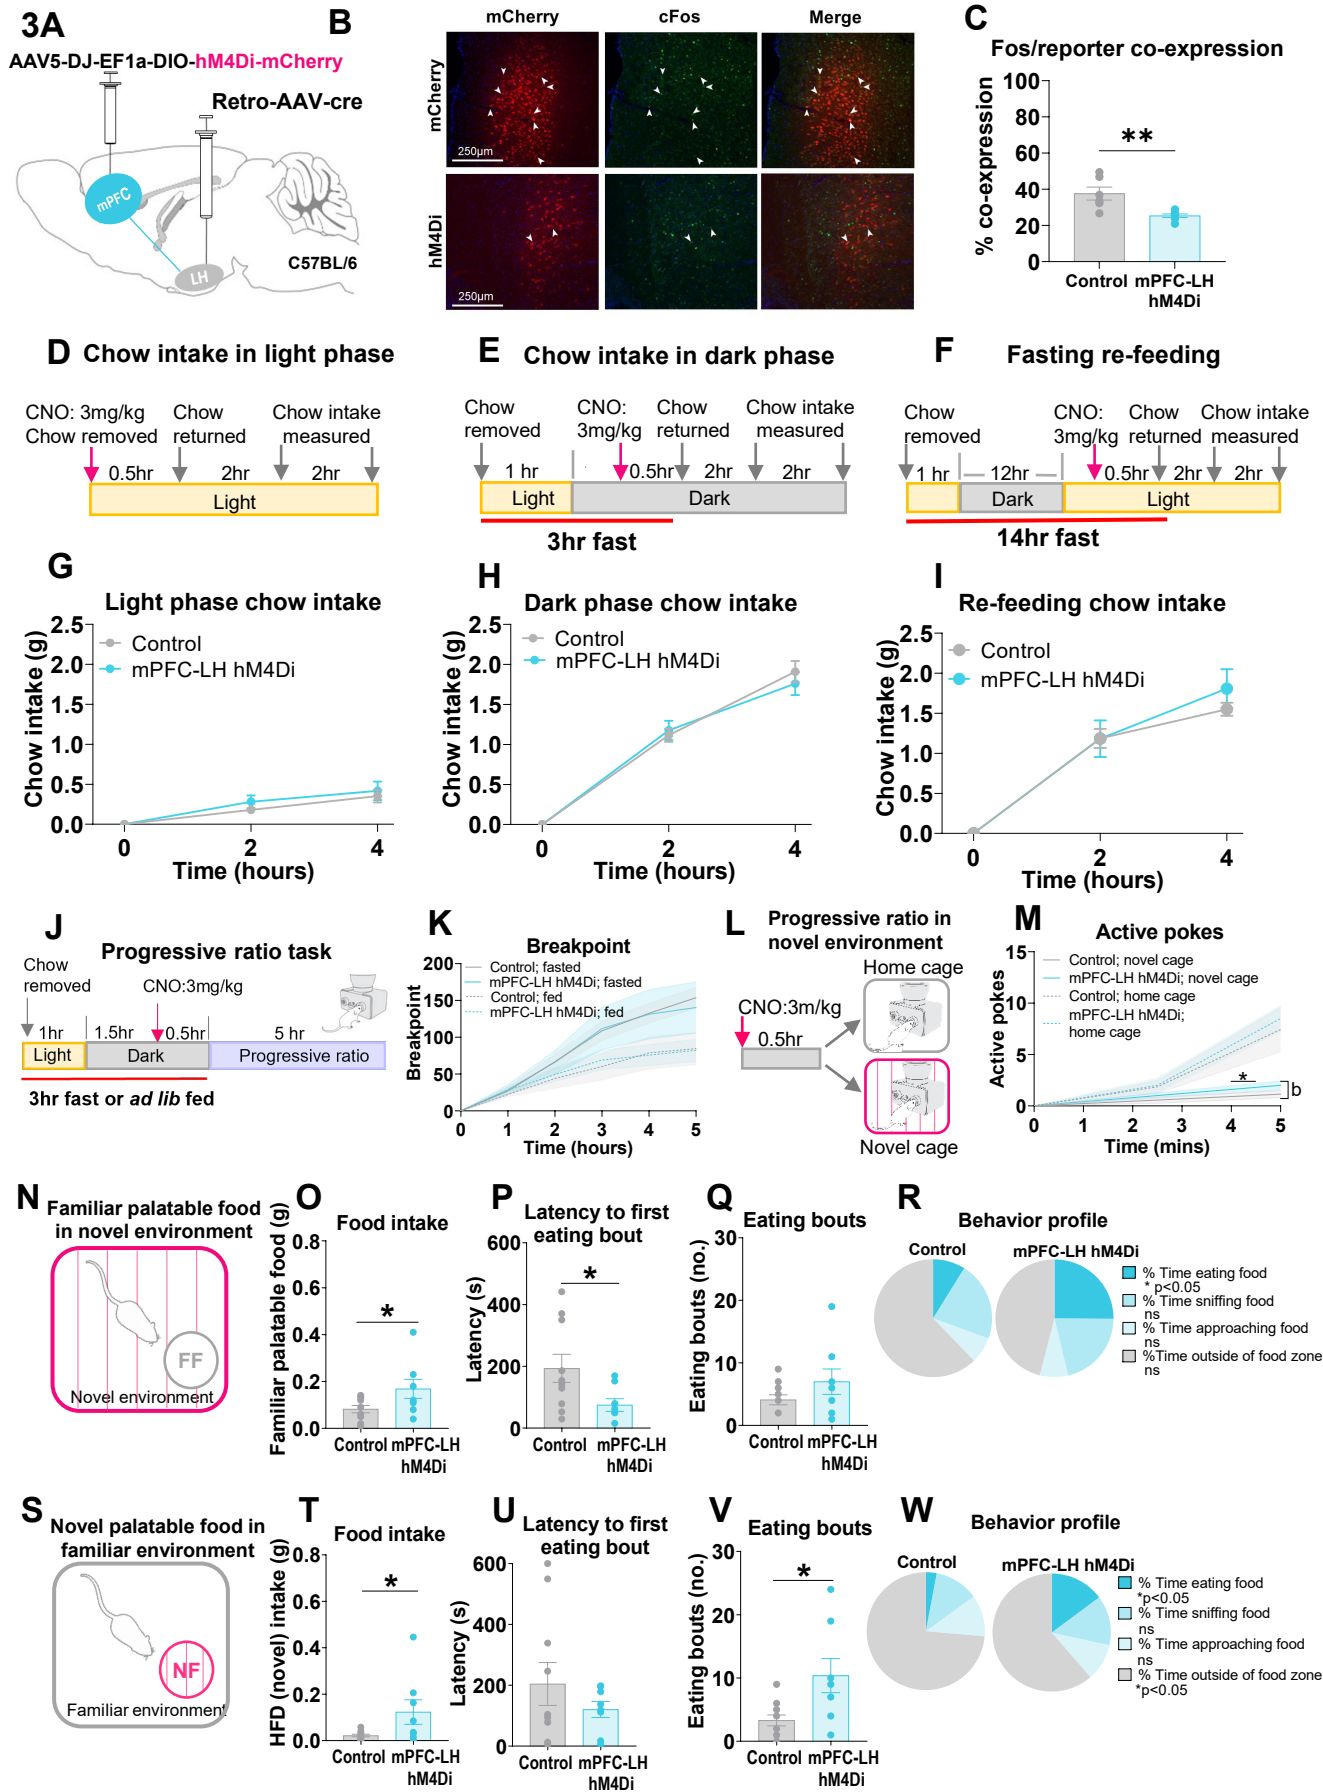 3A
AAV5-DJ-EF1a-DIO-hM4Di-mCherry
Retro-AAV-cre
mPFC
LH
C57BL/6
B
mCherry
cFos
Merge
mCherry
250µm
hM4Di
250µm
C
Fos/reporter co-expression
% co-expression
100
80
60
40
20
0
**
Control
mPFC-LH
hM4Di
D Chow intake in light phase
CNO: 3mg/kg
Chow removed
Chow
returned
Chow intake
measured
0.5hr
2hr
2hr
Light
E Chow intake in dark phase
Chow
removed
CNO:
3mg/kg
Chow
returned
Chow intake
measured
1 hr
0.5hr
2hr
2hr
Light
Dark
3hr fast
F Fasting re-feeding
Chow
removed
CNO:
3mg/kg
Chow
returned
Chow intake
measured
1 hr
12hr
0.5hr
2hr
2hr
Dark
Light
14hr fast
G
Light phase chow intake
Chow intake (g)
2.5
2.0
1.5
1.0
0.5
0.0
Control
mPFC-LH hM4Di
0
2
4
Time (hours)
H
Dark phase chow intake
Chow intake (g)
2.5
2.0
1.5
1.0
0.5
0.0
Control
mPFC-LH hM4Di
0
2
4
Time (hours)
I
Re-feeding chow intake
Chow intake (g)
2.5
2.0
1.5
1.0
0.5
0.0
Control
mPFC-LH hM4Di
0
2
4
Time (hours)
J
Progressive ratio task
Chow
removed
CNO:3mg/kg
1hr
1.5hr
0.5hr
5 hr
Light
Dark
Progressive ratio
3hr fast or ad lib fed
K
Breakpoint
Breakpoint
200
150
100
50
0
Control; fasted
mPFC-LH hM4Di; fasted
Control; fed
mPFC-LH hM4Di; fed
0
1
2
3
4
5
Time (hours)
L
Progressive ratio in
novel environment
Home cage
CNO:3m/kg
0.5hr
Novel cage
M
Active pokes
Active pokes
15
10
5
0
Control; novel cage
mPFC-LH hM4Di; novel cage
Control; home cage
mPFC-LH hM4Di;
home cage
*
b
0
1
2
3
4
5
Time (mins)
N
Familiar palatable food
in novel environment
FF
Novel environment
O
Food intake
Familiar palatable food (g)
0.8
0.6
0.4
0.2
0.0
*
Control
mPFC-LH
hM4Di
P
Latency to first
eating bout
Latency (s)
600
400
200
0
*
Control
mPFC-LH
hM4Di
Q
Eating bouts
Eating bouts (no.)
30
20
10
0
Control
mPFC-LH
hM4Di
R
Behavior profile
Control
mPFC-LH hM4Di
% Time eating food
* p<0.05
% Time sniffing food
ns
% Time approaching food
ns
%Time outside of food zone
ns
S
Novel palatable food in
familiar environment
NF
Familiar environment
T
Food intake
HFD (novel) intake (g)
0.8
0.6
0.4
0.2
0.0
*
Control
mPFC-LH
hM4Di
U
Latency to first
eating bout
Latency (s)
600
400
200
0
Control
mPFC-LH
hM4Di
V
Eating bouts
Eating bouts (no.)
30
20
10
0
*
Control
mPFC-LH
hM4Di
W
Behavior profile
Control
mPFC-LH hM4Di
% Time eating food
*p<0.05
% Time sniffing food
ns
% Time approaching food
ns
% Time outside of food zone
*p<0.05